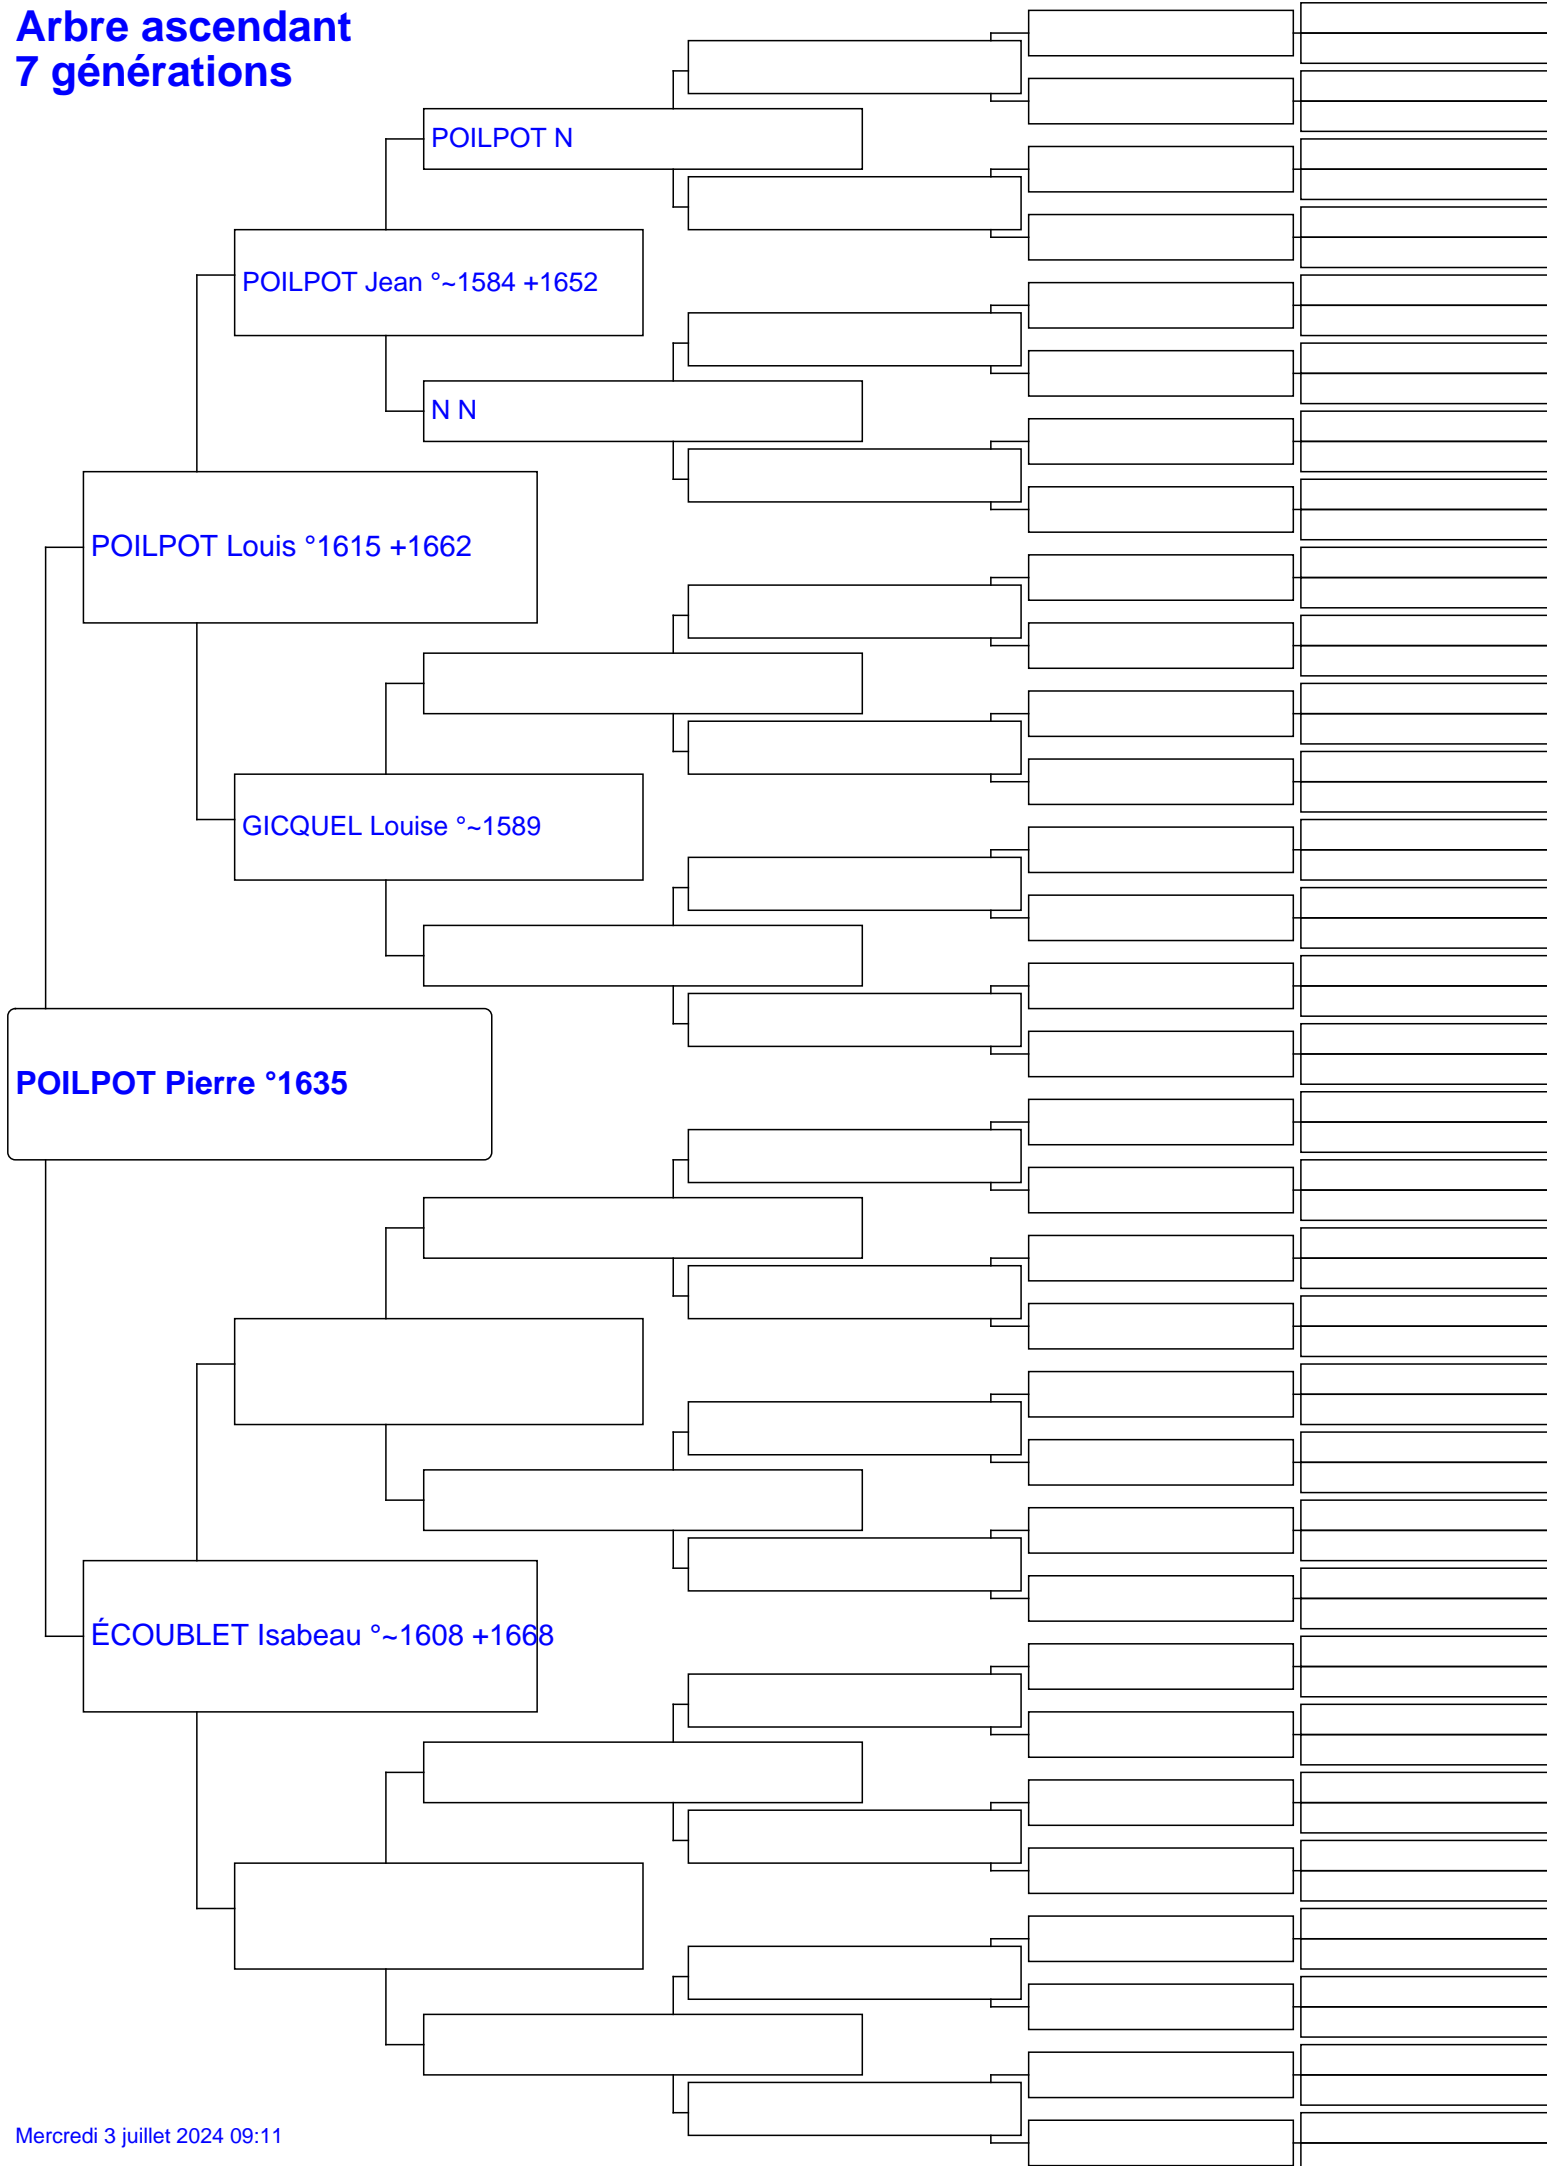 Arbre ascendant
7 générations
POILPOT N
POILPOT Jean °~1584 +1652
N N
POILPOT Louis °1615 +1662
GICQUEL Louise °~1589
POILPOT Pierre °1635
ÉCOUBLET Isabeau °~1608 +1668
Mercredi 3 juillet 2024 09:11